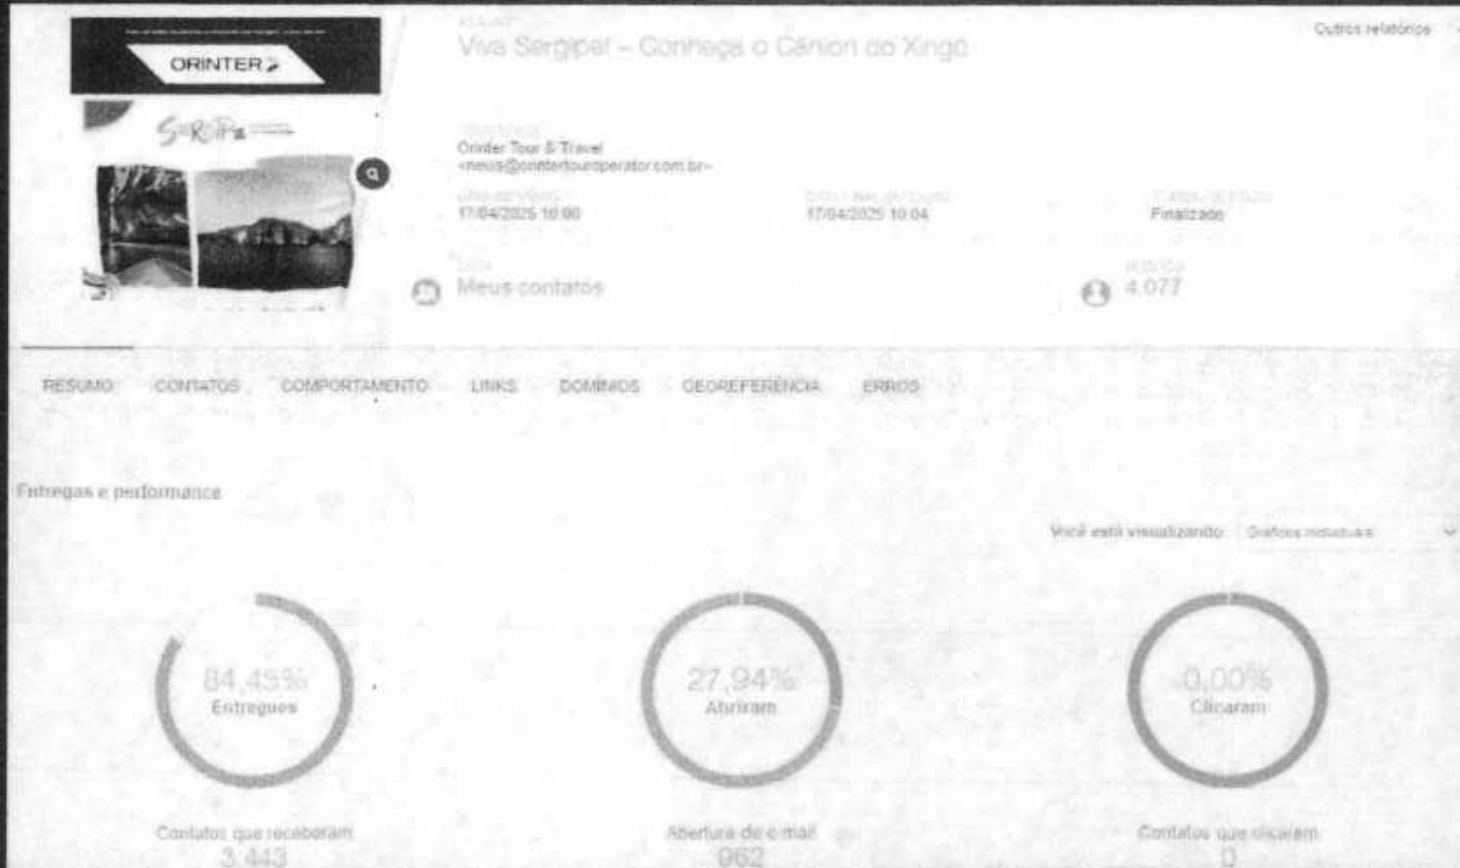 Outros relatórios
ORINTER
Viva Sergipe! – Conheça o Cânion do Xingó
Orinter Tour & Travel
<news@orintertouroperator.com.br>
17/04/2025 10:00
17/04/2025 10:04
Finalizado
Meus contatos
4.077
RESUMO
CONTATOS
COMPORTAMENTO
LINKS
DOMÍNIOS
GEOREFERÊNCIA
ERROS
Entregas e performance
Você está visualizando:
Gráficos individuais
84,45%
Entregues
27,94%
Abriram
0,00%
Clicaram
Contatos que receberam
3.443
Abertura de e-mail
962
Contatos que clicaram
0